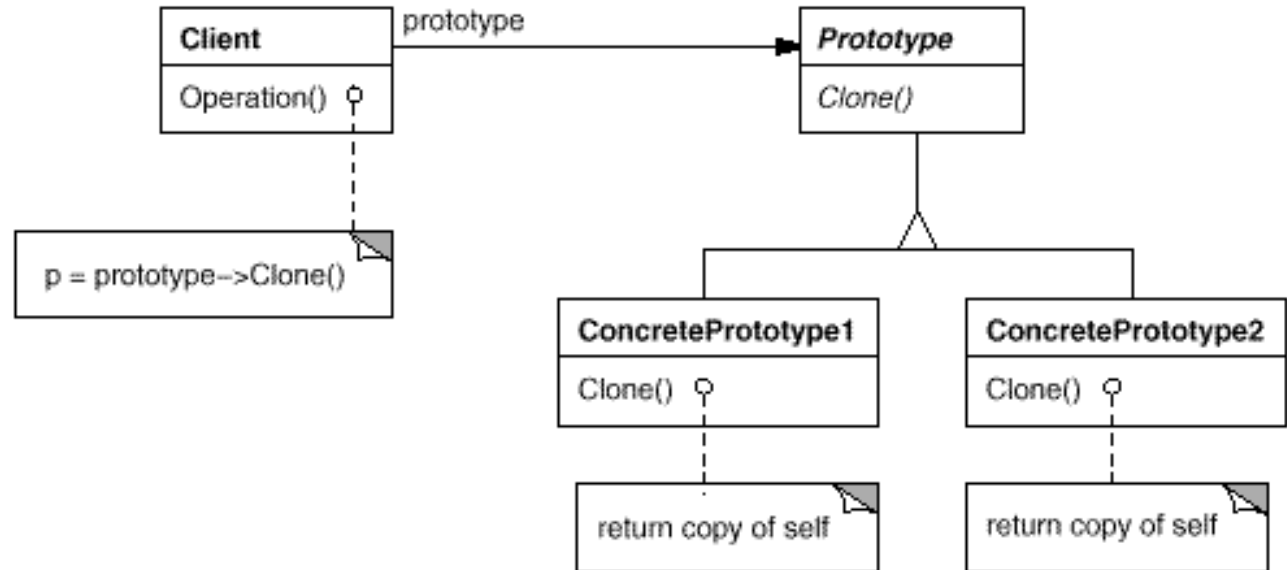 Client
prototype
Prototype
Operation()
Clone()
p = prototype->Clone()
ConcretePrototype1
ConcretePrototype2
Clone()
Clone()
return copy of self
return copy of self